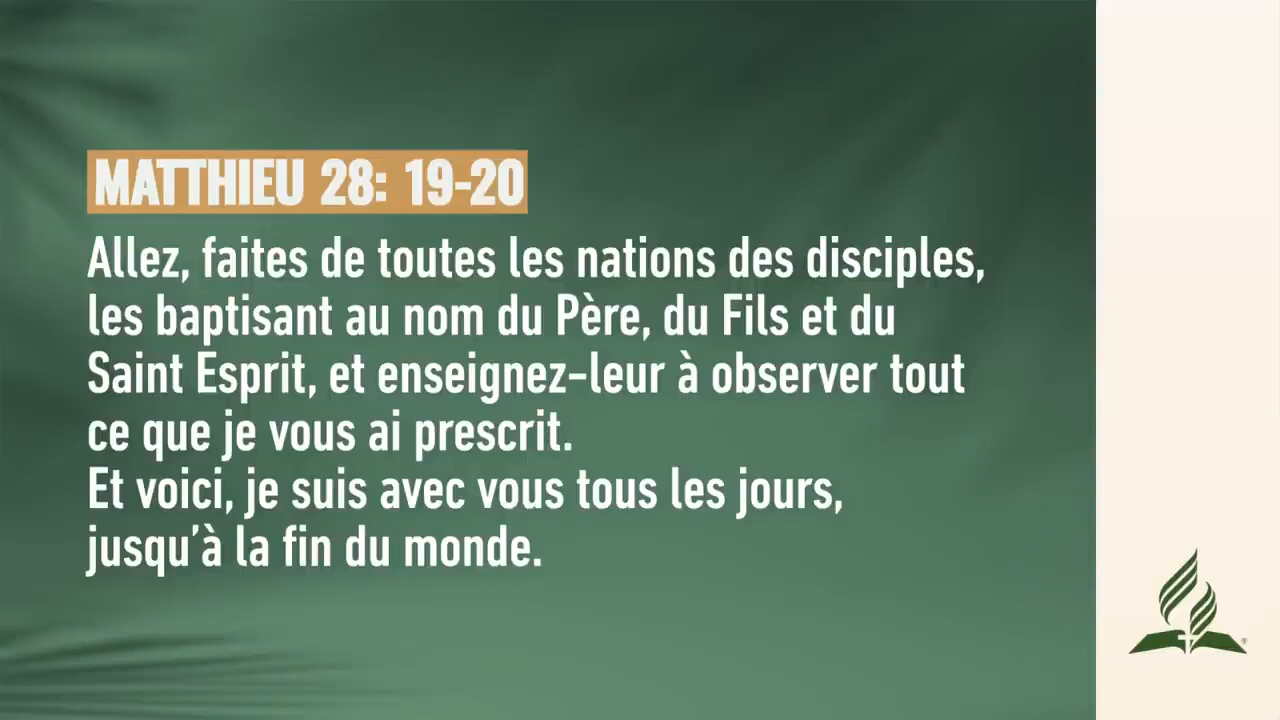 MATTHIEU 28: 19-20
Allez, faites de toutes les nations des disciples,
les baptisant au nom du Père, du Fils et du
Saint Esprit, et enseignez-leur à observer tout
ce que je vous ai prescrit.
Et voici, je suis avec vous tous les jours,
jusqu’à la fin du monde.